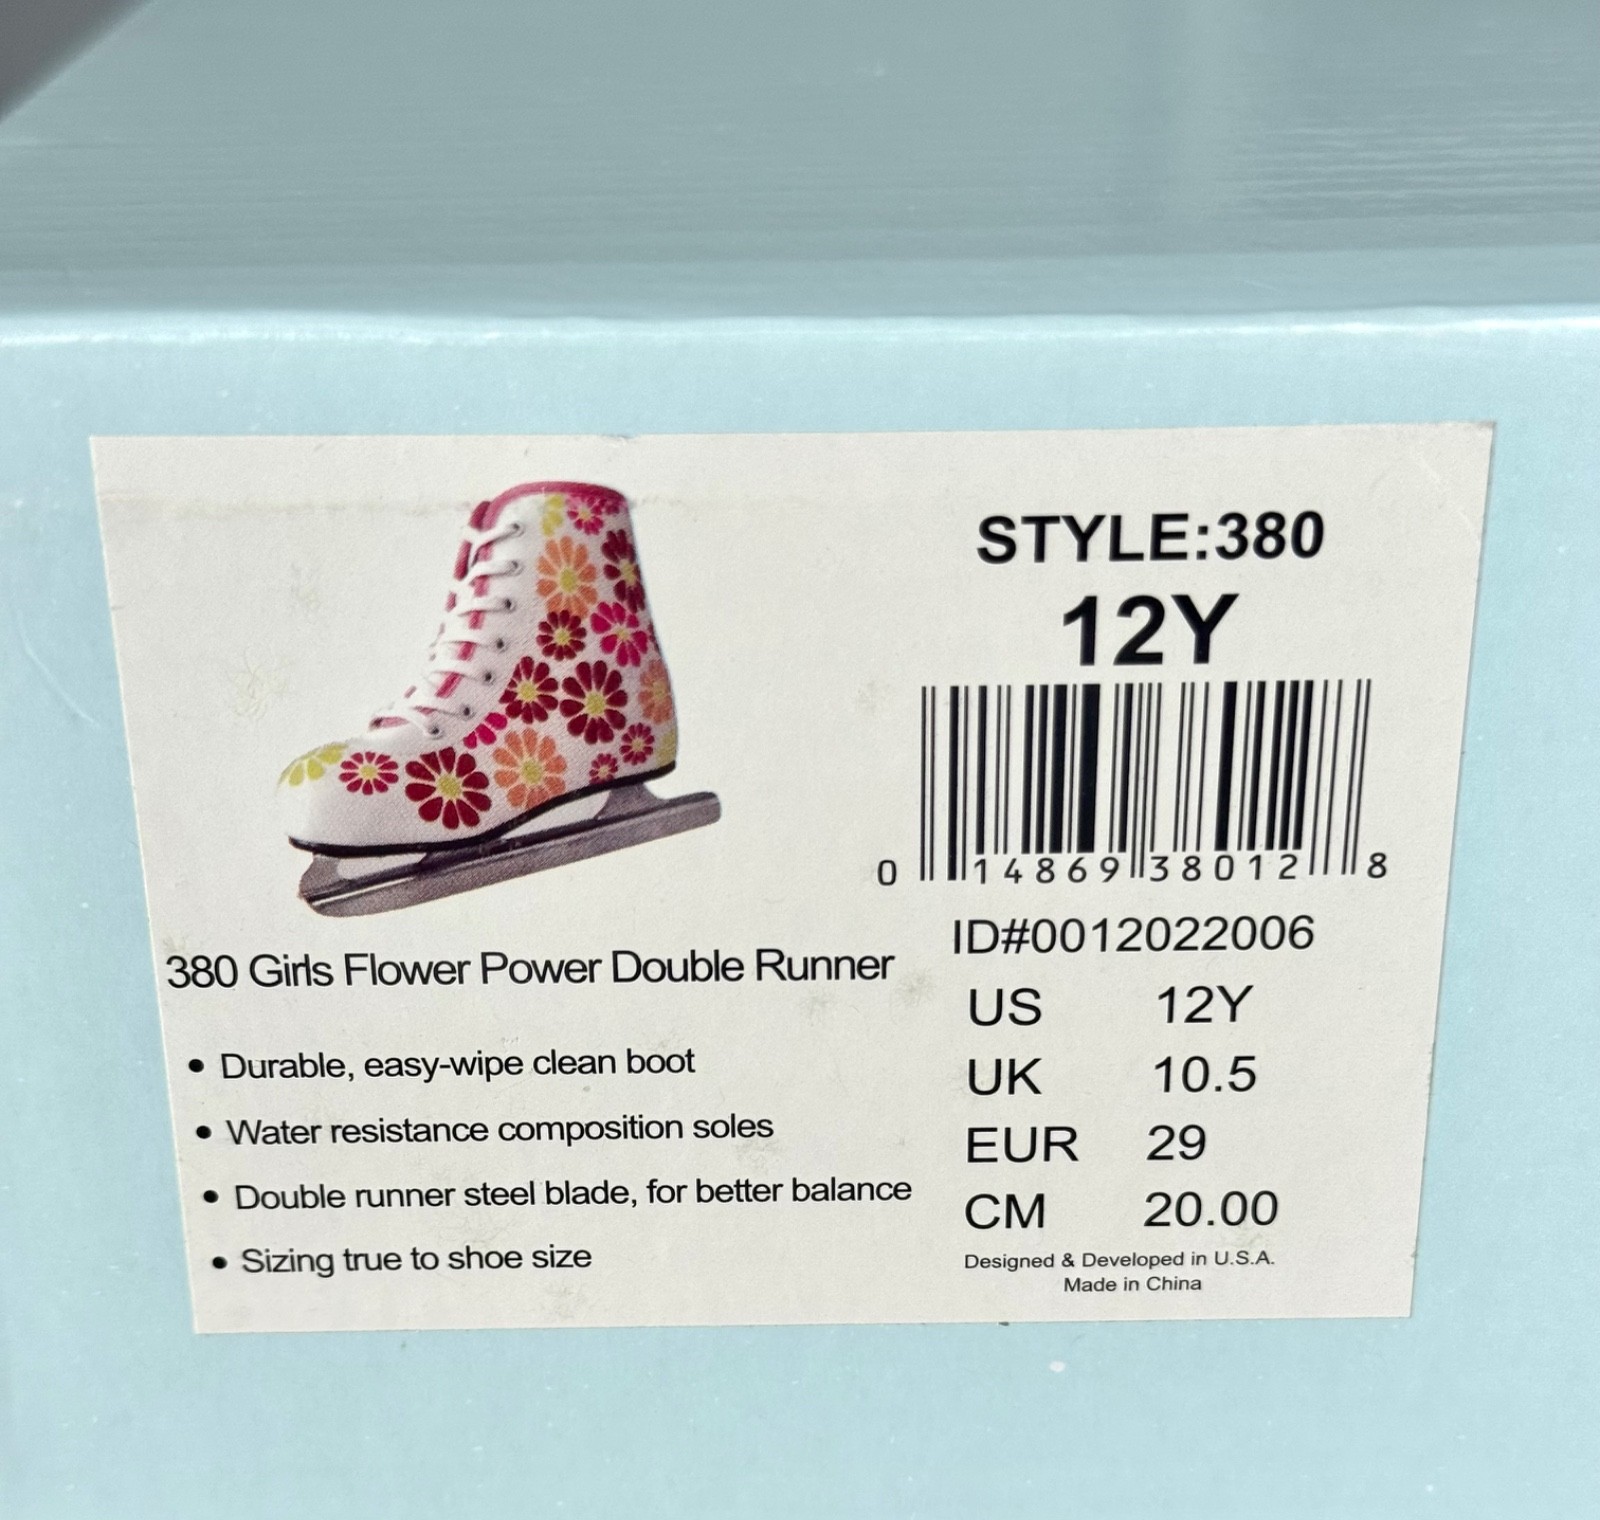 STYLE:380
12Y
0 14869 38012 8
380 Girls Flower Power Double Runner
• Durable, easy-wipe clean boot
• Water resistance composition soles
• Double runner steel blade, for better balance
• Sizing true to shoe size
ID#0012022006
US 12Y
UK 10.5
EUR 29
CM 20.00
Designed & Developed in U.S.A.
Made in China